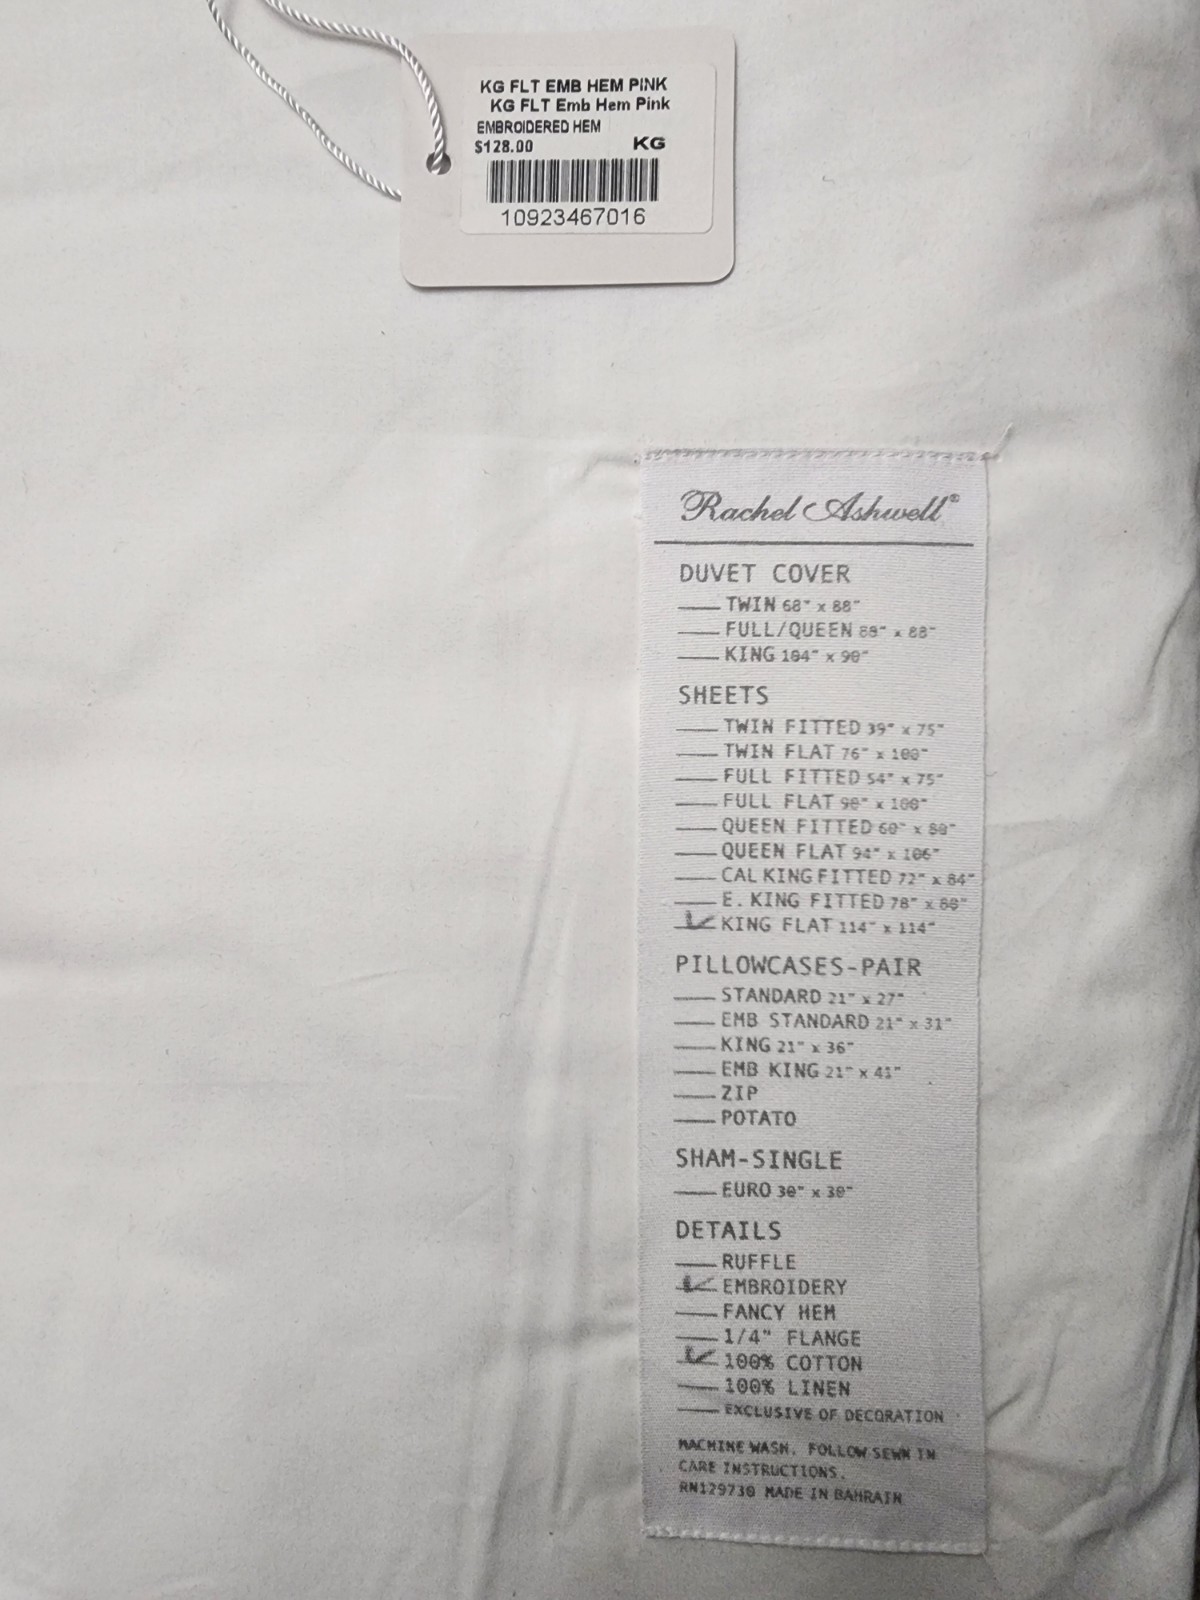 KG FLT EMB HEM PINK
KG FLT Emb Hem Pink
EMBROIDERED HEM
$128.00 KG
10923467016
Rachel Ashwell®
DUVET COVER
TWIN 68" x 88"
FULL/QUEEN 88" x 88"
KING 104" x 90"
SHEETS
TWIN FITTED 39" x 75"
TWIN FLAT 76" x 100"
FULL FITTED 54" x 75"
FULL FLAT 90" x 100"
QUEEN FITTED 60" x 80"
QUEEN FLAT 94" x 106"
CAL KING FITTED 72" x 84"
E. KING FITTED 78" x 80"
KING FLAT 114" x 114"
PILLOWCASES-PAIR
STANDARD 21" x 27"
EMB STANDARD 21" x 31"
KING 21" x 36"
EMB KING 21" x 41"
ZIP
POTATO
SHAM-SINGLE
EURO 30" x 30"
DETAILS
RUFFLE
EMBROIDERY
FANCY HEM
1/4" FLANGE
100% COTTON
100% LINEN
EXCLUSIVE OF DECORATION
MACHINE WASH. FOLLOW SEWN IN
CARE INSTRUCTIONS.
RN129730 MADE IN BAHRAIN